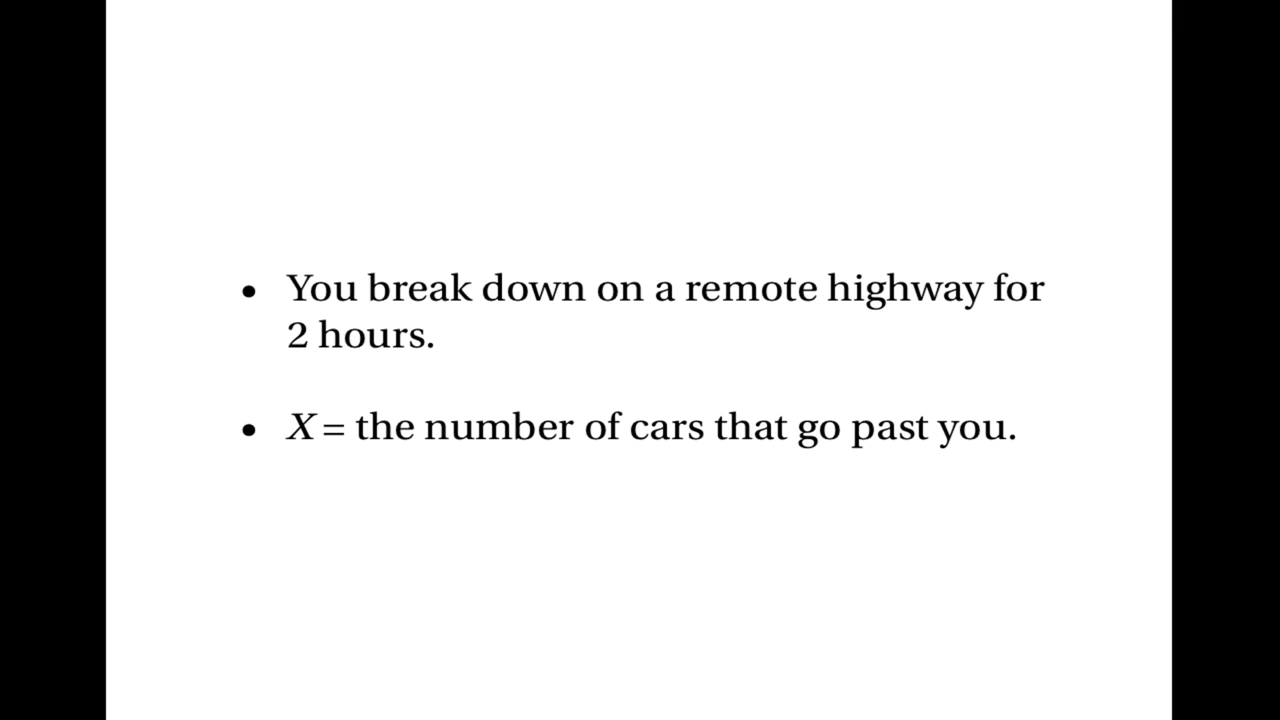 • You break down on a remote highway for
2 hours.
• X = the number of cars that go past you.